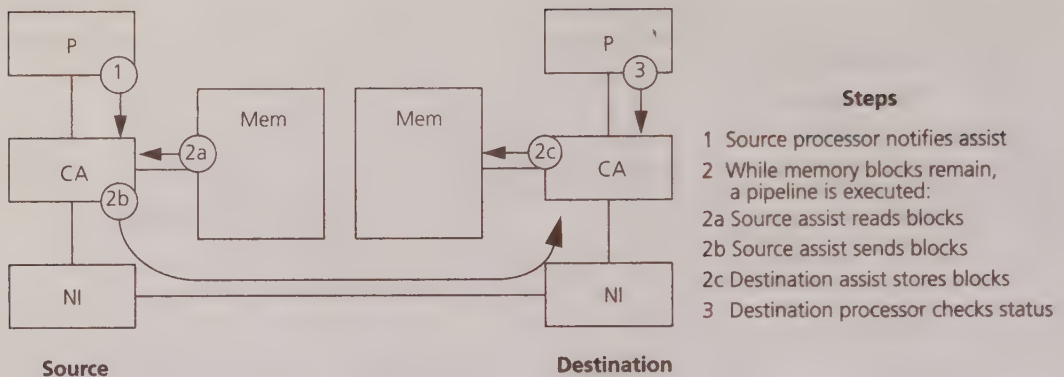 P
1
CA
2a
Mem
2b
NI
Source
P
3
Mem
2c
CA
NI
Destination
Steps
1 Source processor notifies assist
2 While memory blocks remain,
a pipeline is executed:
2a Source assist reads blocks
2b Source assist sends blocks
2c Destination assist stores blocks
3 Destination processor checks status